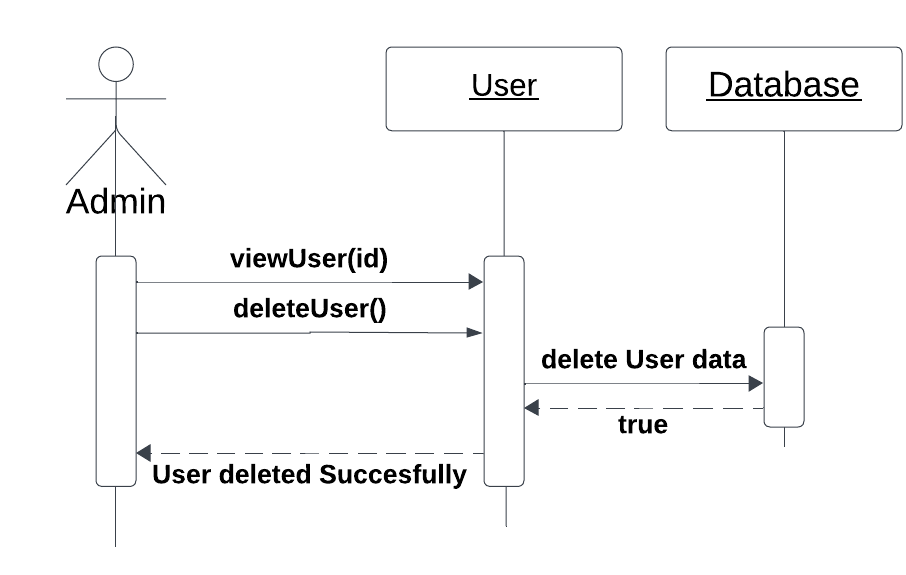 User
Database
Admin
viewUser(id)
deleteUser()
delete User data
true
User deleted Succesfully